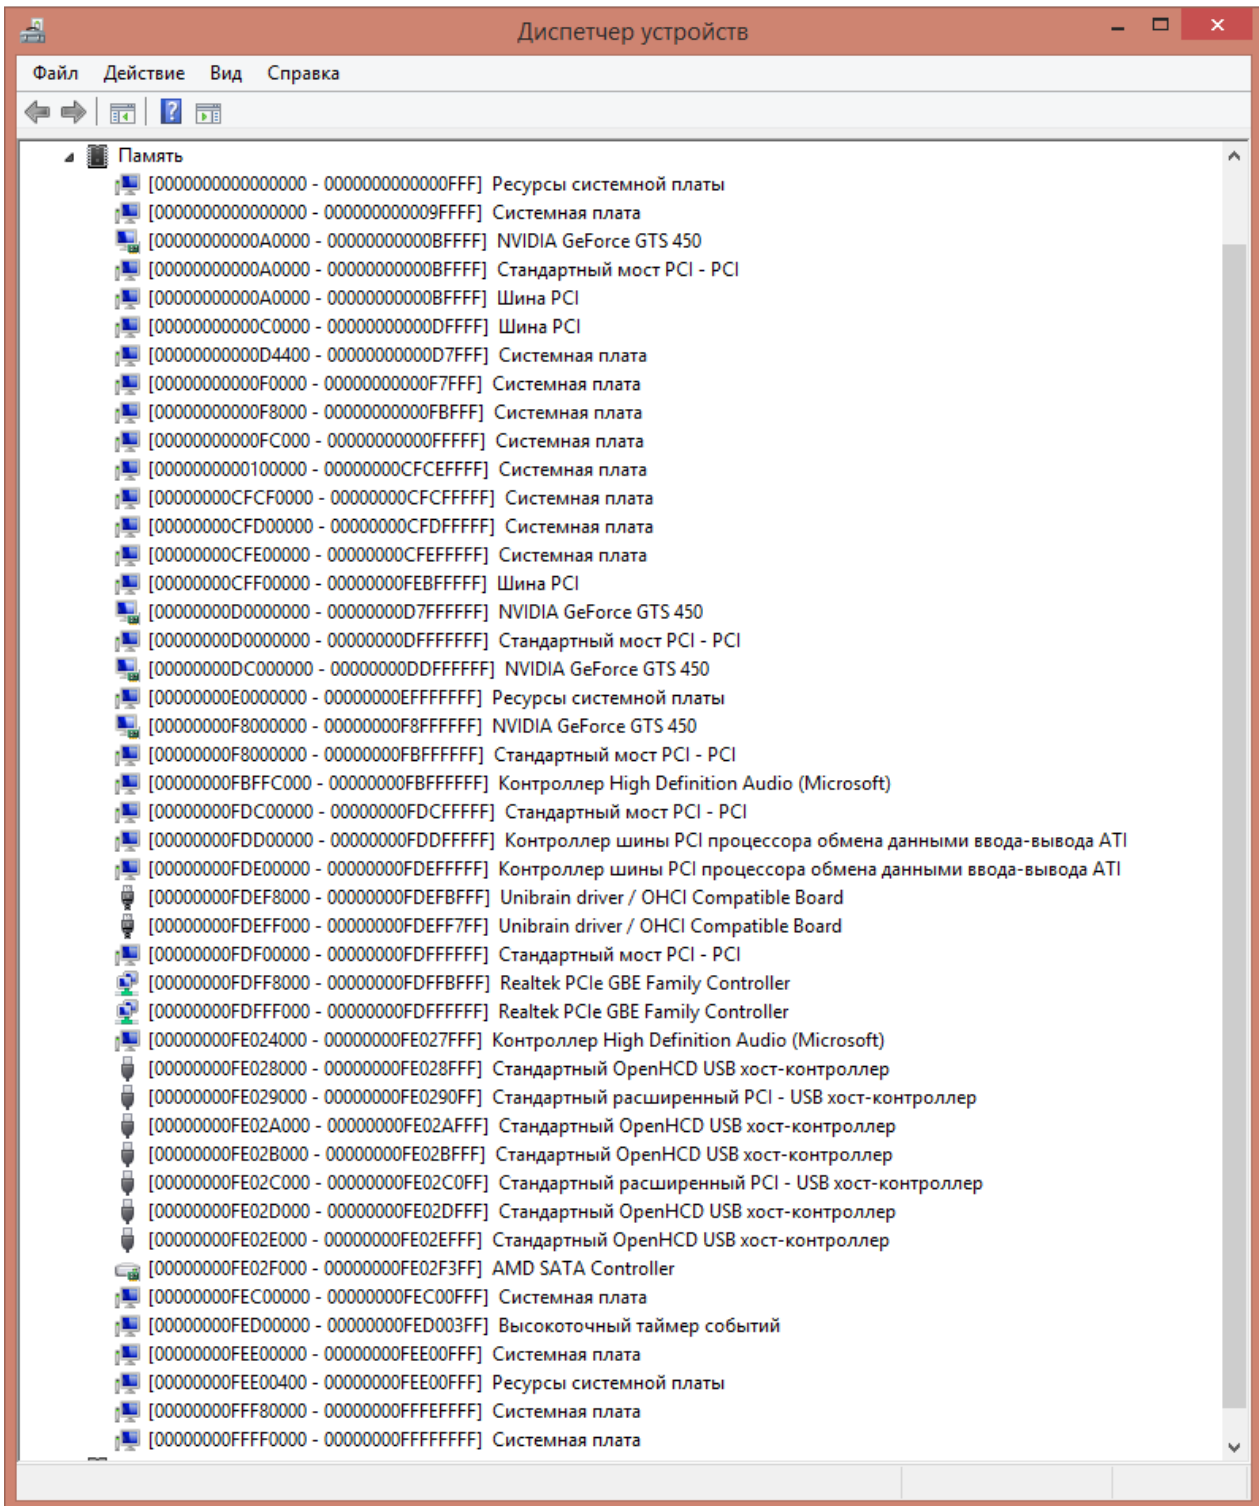 Диспетчер устройств
Файл Действие Вид Справка
Память
[0000000000000000 - 0000000000000FFF] Ресурсы системной платы
[0000000000000000 - 000000000009FFFF] Системная плата
[00000000000A0000 - 00000000000BFFFF] NVIDIA GeForce GTS 450
[00000000000A0000 - 00000000000BFFFF] Стандартный мост PCI - PCI
[00000000000A0000 - 00000000000BFFFF] Шина PCI
[00000000000C0000 - 00000000000DFFFF] Шина PCI
[00000000000D4400 - 00000000000D7FFF] Системная плата
[00000000000F0000 - 00000000000F7FFF] Системная плата
[00000000000F8000 - 00000000000FBFFF] Системная плата
[00000000000FC000 - 00000000000FFFFF] Системная плата
[0000000000100000 - 00000000CFCEFFFF] Системная плата
[00000000CFCF0000 - 00000000CFCFFFFF] Системная плата
[00000000CFD00000 - 00000000CFDFFFFF] Системная плата
[00000000CFE00000 - 00000000CFEFFFFF] Системная плата
[00000000CFF00000 - 00000000FEBFFFFF] Шина PCI
[00000000D0000000 - 00000000D7FFFFFF] NVIDIA GeForce GTS 450
[00000000D0000000 - 00000000DFFFFFFF] Стандартный мост PCI - PCI
[00000000DC000000 - 00000000DDFFFFFF] NVIDIA GeForce GTS 450
[00000000E0000000 - 00000000EFFFFFFF] Ресурсы системной платы
[00000000F8000000 - 00000000F8FFFFFF] NVIDIA GeForce GTS 450
[00000000F8000000 - 00000000FBFFFFFF] Стандартный мост PCI - PCI
[00000000FBFFC000 - 00000000FBFFFFFF] Контроллер High Definition Audio (Microsoft)
[00000000FDC00000 - 00000000FDCFFFFF] Стандартный мост PCI - PCI
[00000000FDD00000 - 00000000FDDFFFFF] Контроллер шины PCI процессора обмена данными ввода-вывода ATI
[00000000FDE00000 - 00000000FDEFFFFF] Контроллер шины PCI процессора обмена данными ввода-вывода ATI
[00000000FDEF8000 - 00000000FDEFBFFF] Unibrain driver / OHCI Compatible Board
[00000000FDEFF000 - 00000000FDEFF7FF] Unibrain driver / OHCI Compatible Board
[00000000FDF00000 - 00000000FDFFFFFF] Стандартный мост PCI - PCI
[00000000FDFF8000 - 00000000FDFFBFFF] Realtek PCIe GBE Family Controller
[00000000FDFFF000 - 00000000FDFFFFFF] Realtek PCIe GBE Family Controller
[00000000FE024000 - 00000000FE027FFF] Контроллер High Definition Audio (Microsoft)
[00000000FE028000 - 00000000FE028FFF] Стандартный OpenHCD USB хост-контроллер
[00000000FE029000 - 00000000FE0290FF] Стандартный расширенный PCI - USB хост-контроллер
[00000000FE02A000 - 00000000FE02AFFF] Стандартный OpenHCD USB хост-контроллер
[00000000FE02B000 - 00000000FE02BFFF] Стандартный OpenHCD USB хост-контроллер
[00000000FE02C000 - 00000000FE02C0FF] Стандартный расширенный PCI - USB хост-контроллер
[00000000FE02D000 - 00000000FE02DFFF] Стандартный OpenHCD USB хост-контроллер
[00000000FE02E000 - 00000000FE02EFFF] Стандартный OpenHCD USB хост-контроллер
[00000000FE02F000 - 00000000FE02F3FF] AMD SATA Controller
[00000000FEC00000 - 00000000FEC00FFF] Системная плата
[00000000FED00000 - 00000000FED003FF] Высокоточный таймер событий
[00000000FEE00000 - 00000000FEE00FFF] Системная плата
[00000000FEE00400 - 00000000FEE00FFF] Ресурсы системной платы
[00000000FFF80000 - 00000000FFFEFFFF] Системная плата
[00000000FFFF0000 - 00000000FFFFFFFF] Системная плата